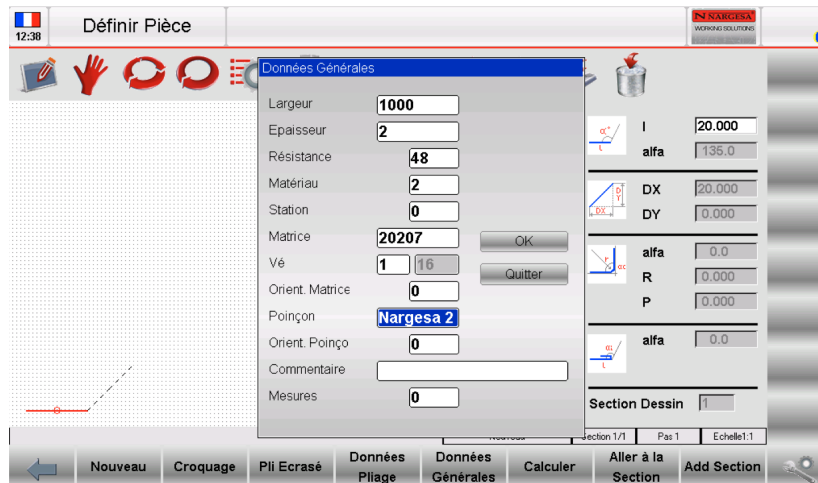 12:38
Définir Pièce
NARGESA
WORKING SOLUTIONS
Données Générales
Largeur 1000
Epaisseur 2
Résistance 48
Matériau 2
Station 0
Matrice 20207
Vé 1 16
Orient. Matrice 0
Poinçon Nargesa 2
Orient. Poinço 0
Commentaire
Mesures 0
OK
Quitter
α+
L
l 20.000
alfa 135.0
D
Y
DX
DX 20.000
DY 0.000
r
alfa 0.0
R 0.000
P 0.000
L
alfa 0.0
Section Dessin 1
Section 1/1 Pas 1 Echelle1:1
Nouveau Croquage Pli Ecrasé Données Pliage Données Générales Calculer Aller à la Section Add Section